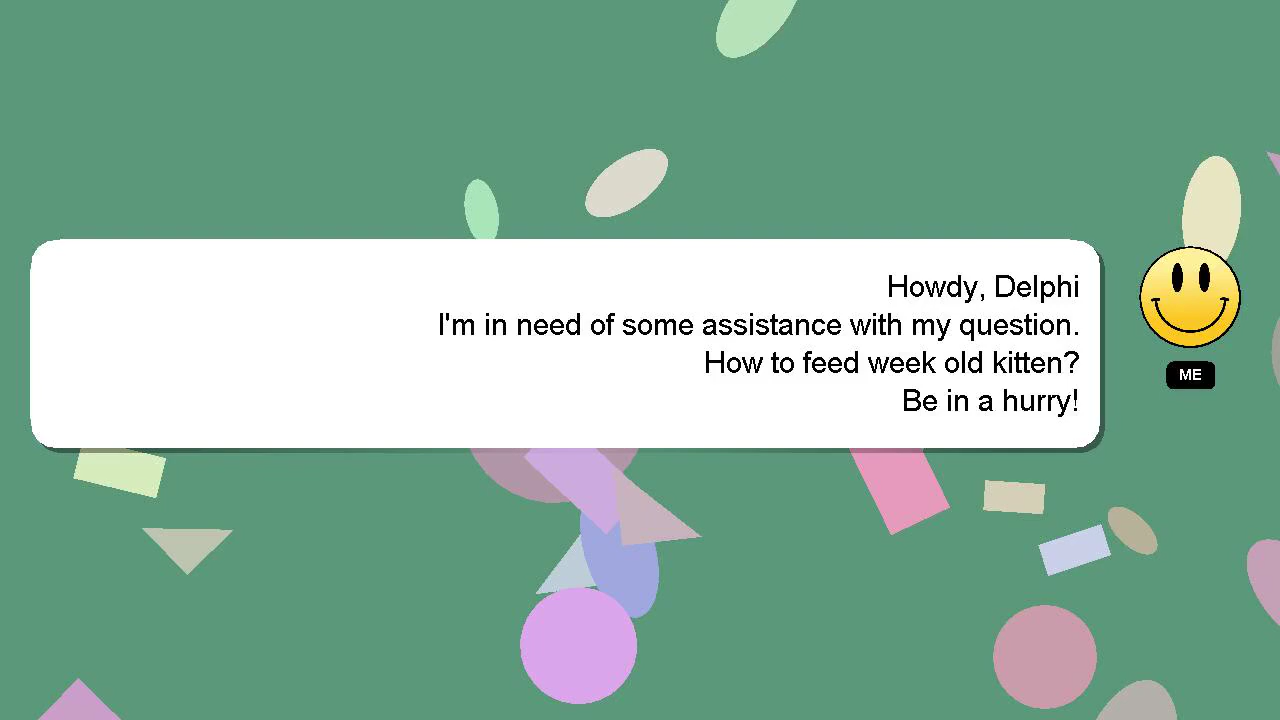 Howdy, Delphi
I'm in need of some assistance with my question.
How to feed week old kitten?
Be in a hurry!
ME